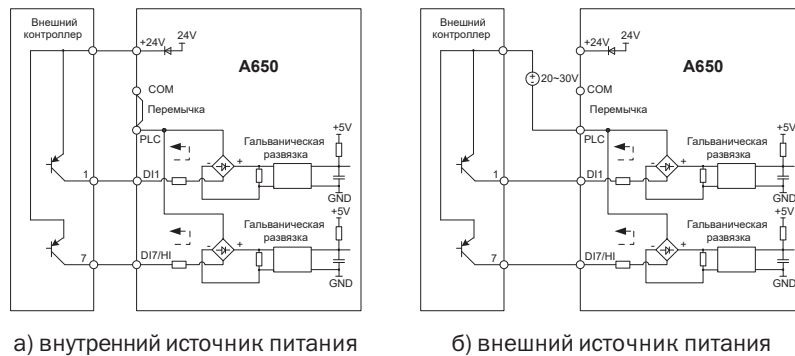 Внешний
контроллер
+24V
24V
A650
COM
Перемычка
PLC
Гальваническая
развязка
+5V
- +
1
DI1
GND
+5V
Гальваническая
развязка
- +
7
DI7/HI
GND
а) внутренний источник питания
Внешний
контроллер
+24V
24V
20~30V
A650
COM
Перемычка
PLC
Гальваническая
развязка
+5V
- +
1
DI1
GND
+5V
Гальваническая
развязка
- +
7
DI7/HI
GND
б) внешний источник питания